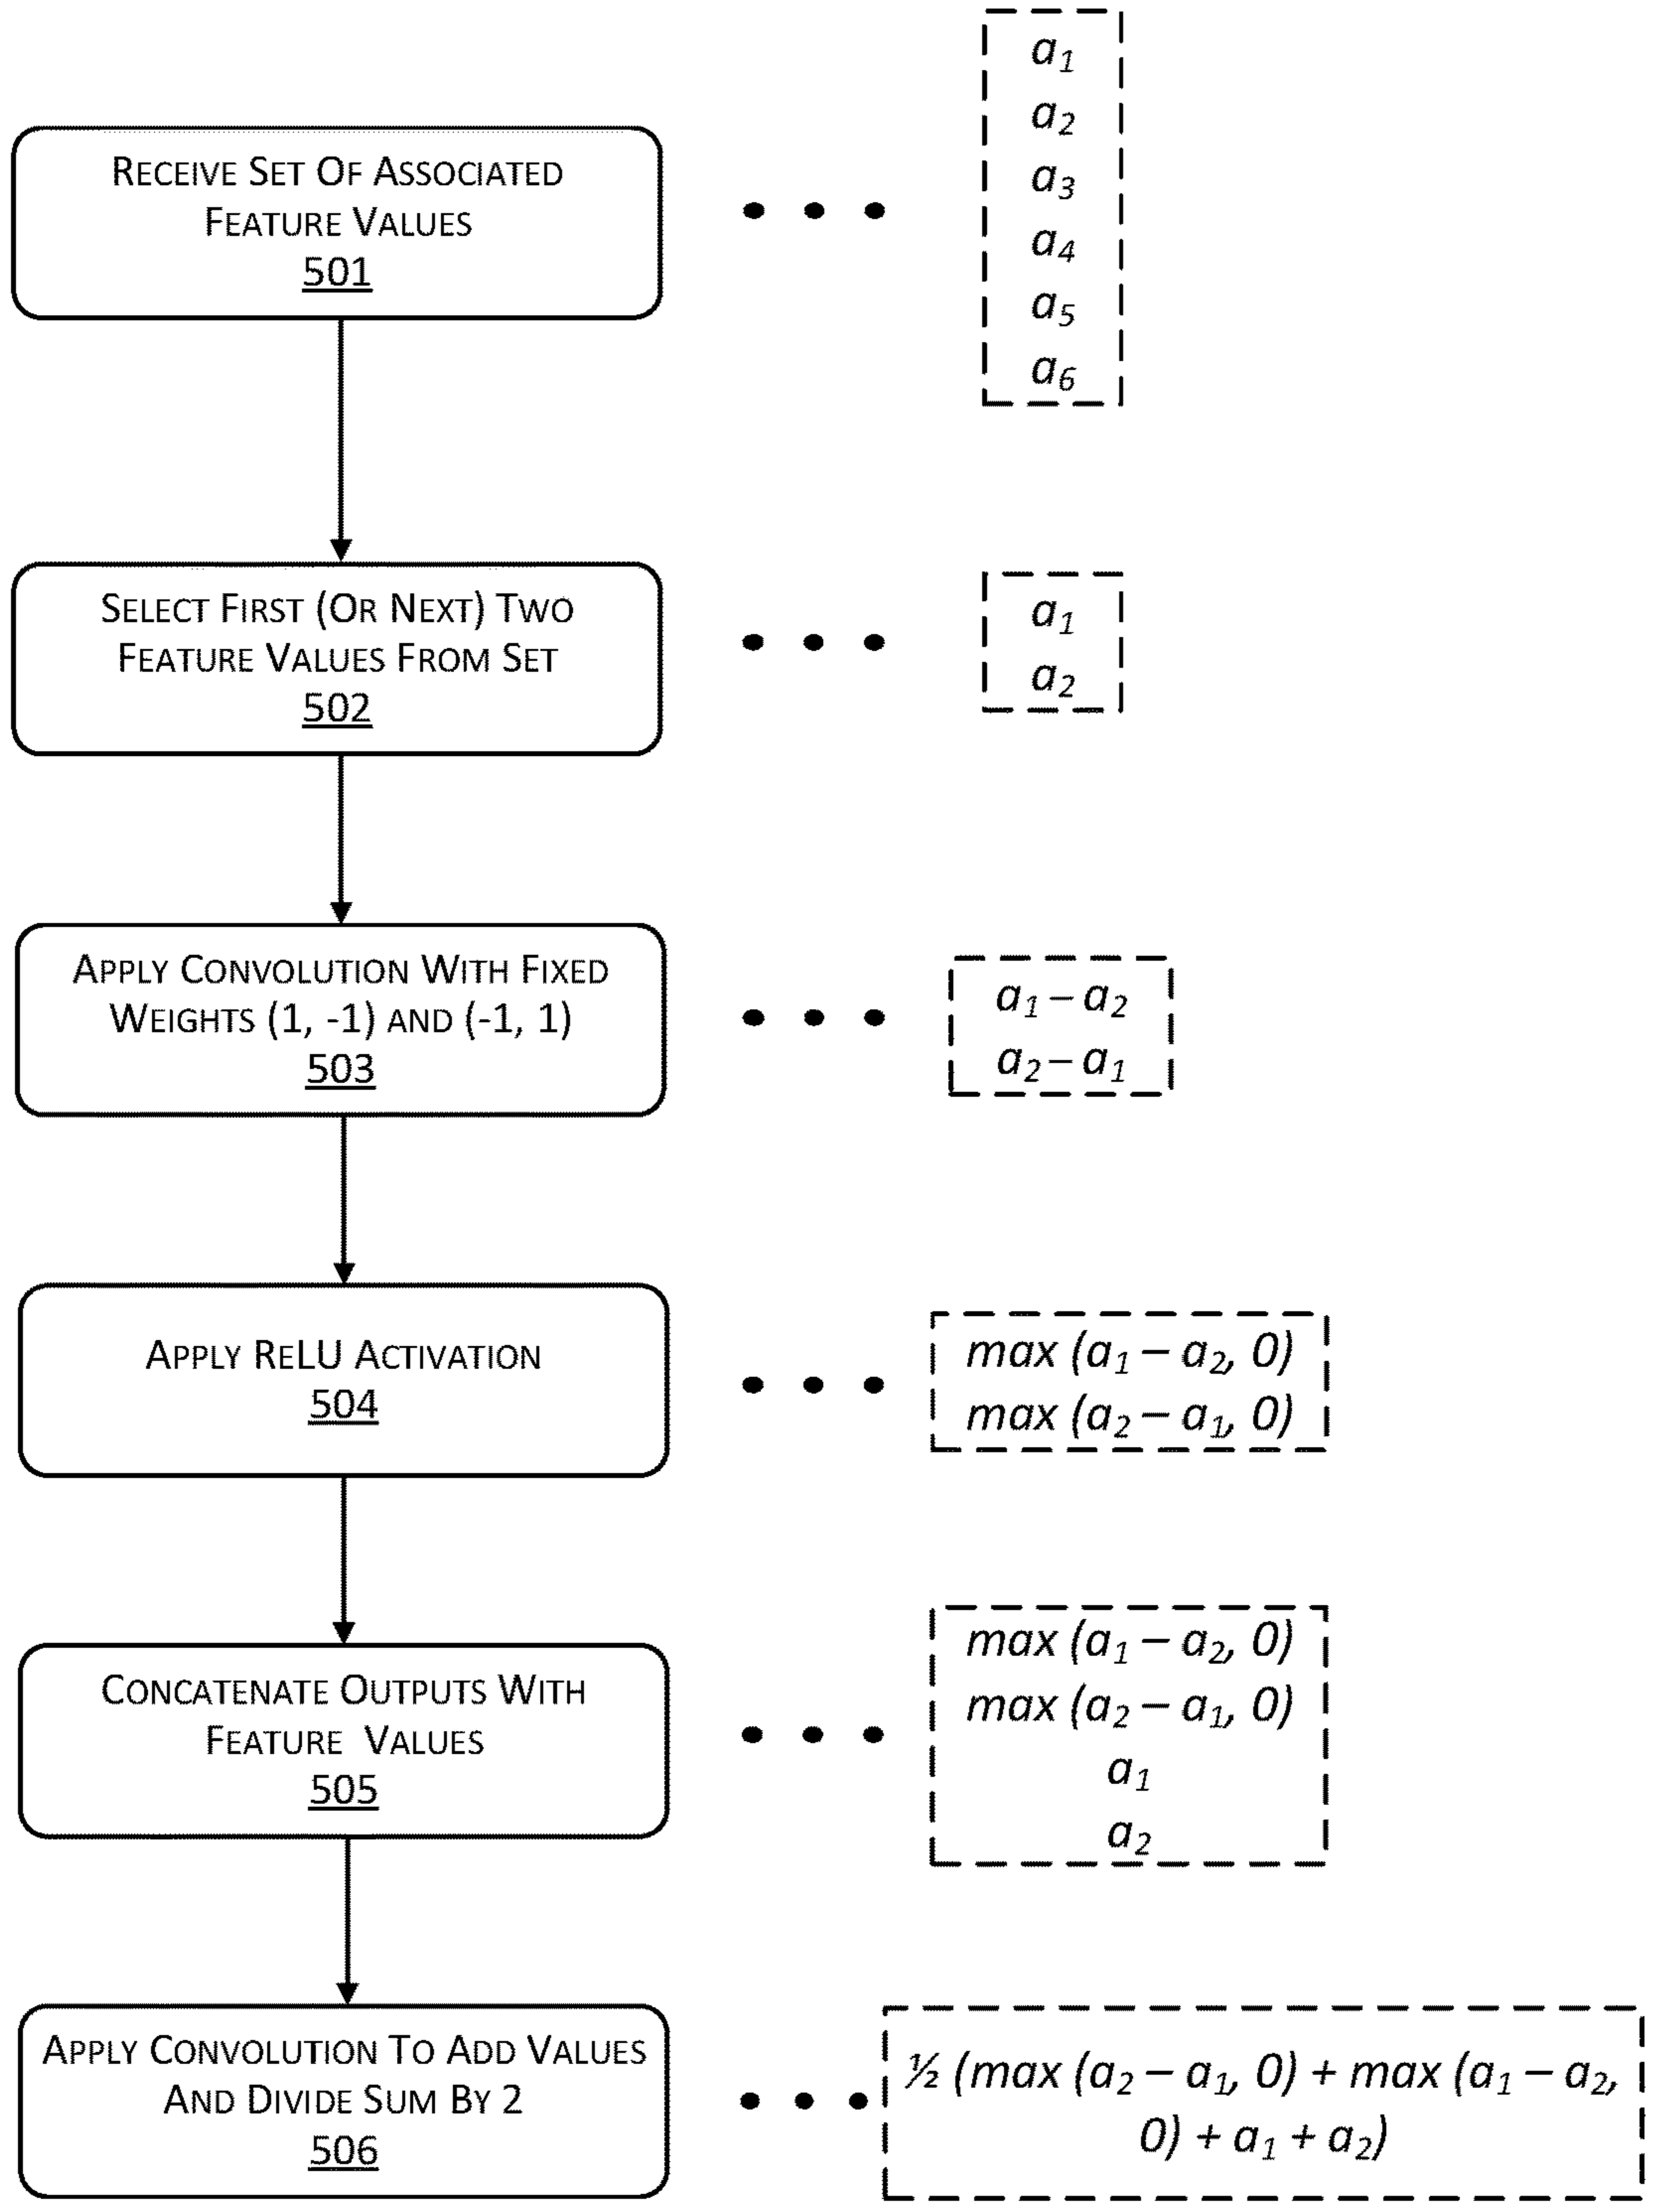 RECEIVE SET OF ASSOCIATED
FEATURE VALUES
501
a1
a2
a3
a4
a5
a6
SELECT FIRST (OR NEXT) TWO
FEATURE VALUES FROM SET
502
a1
a2
APPLY CONVOLUTION WITH FIXED
WEIGHTS (1, -1) AND (-1, 1)
503
a1 – a2
a2 – a1
APPLY RELU ACTIVATION
504
max (a1 – a2, 0)
max (a2 – a1, 0)
CONCATENATE OUTPUTS WITH
FEATURE VALUES
505
max (a1 – a2, 0)
max (a2 – a1, 0)
a1
a2
APPLY CONVOLUTION TO ADD VALUES
AND DIVIDE SUM BY 2
506
½ (max (a2 – a1, 0) + max (a1 – a2,
0) + a1 + a2)